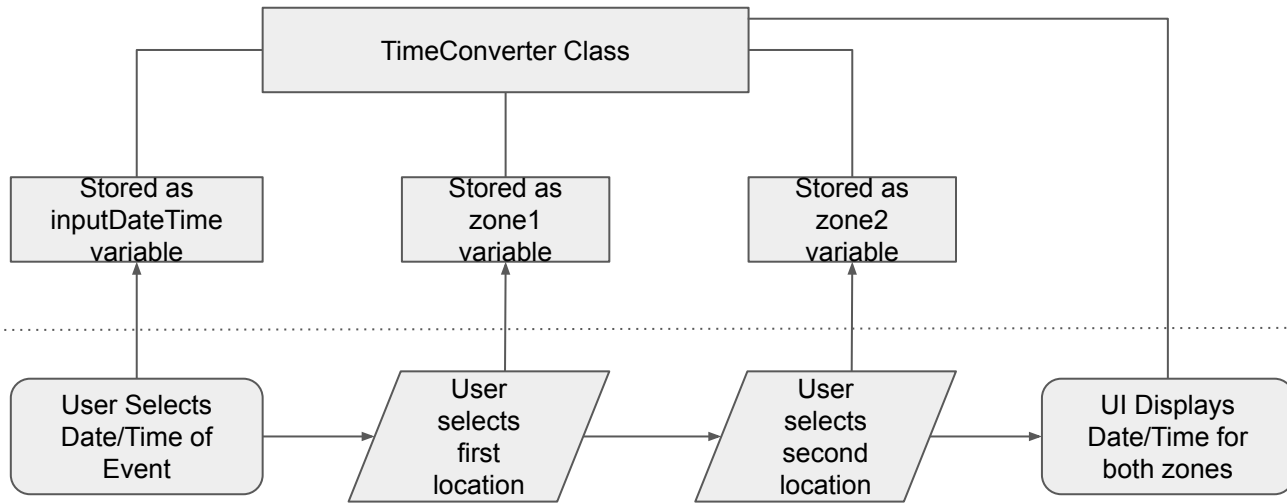 TimeConverter Class
Stored as
inputDateTime
variable
Stored as
zone1
variable
Stored as
zone2
variable
User Selects
Date/Time of
Event
User
selects
first
location
User
selects
second
location
UI Displays
Date/Time for
both zones